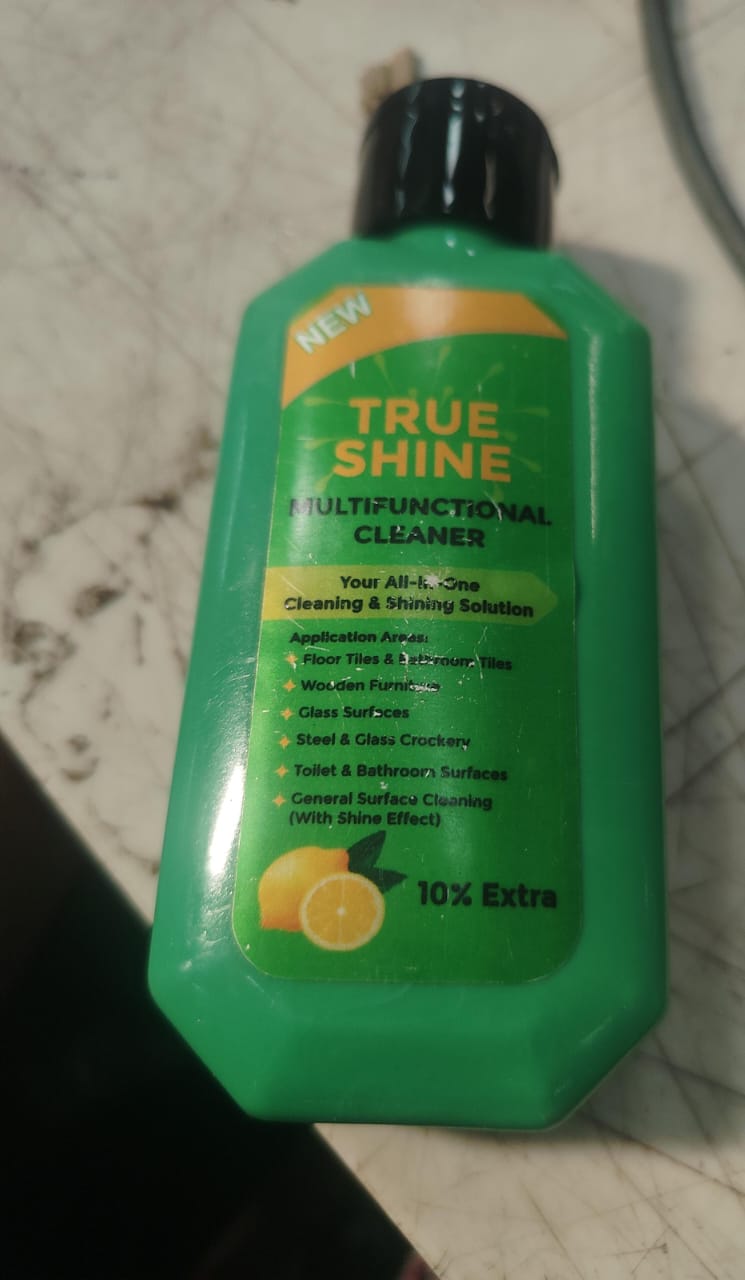 NEW
TRUE
SHINE
MULTIFUNCTIONAL
CLEANER
Your All-In-One
Cleaning & Shining Solution
Application Areas:
Floor Tiles & Bathroom Tiles
Wooden Furniture
Glass Surfaces
Steel & Glass Crockery
Toilet & Bathroom Surfaces
General Surface Cleaning
(With Shine Effect)
10% Extra